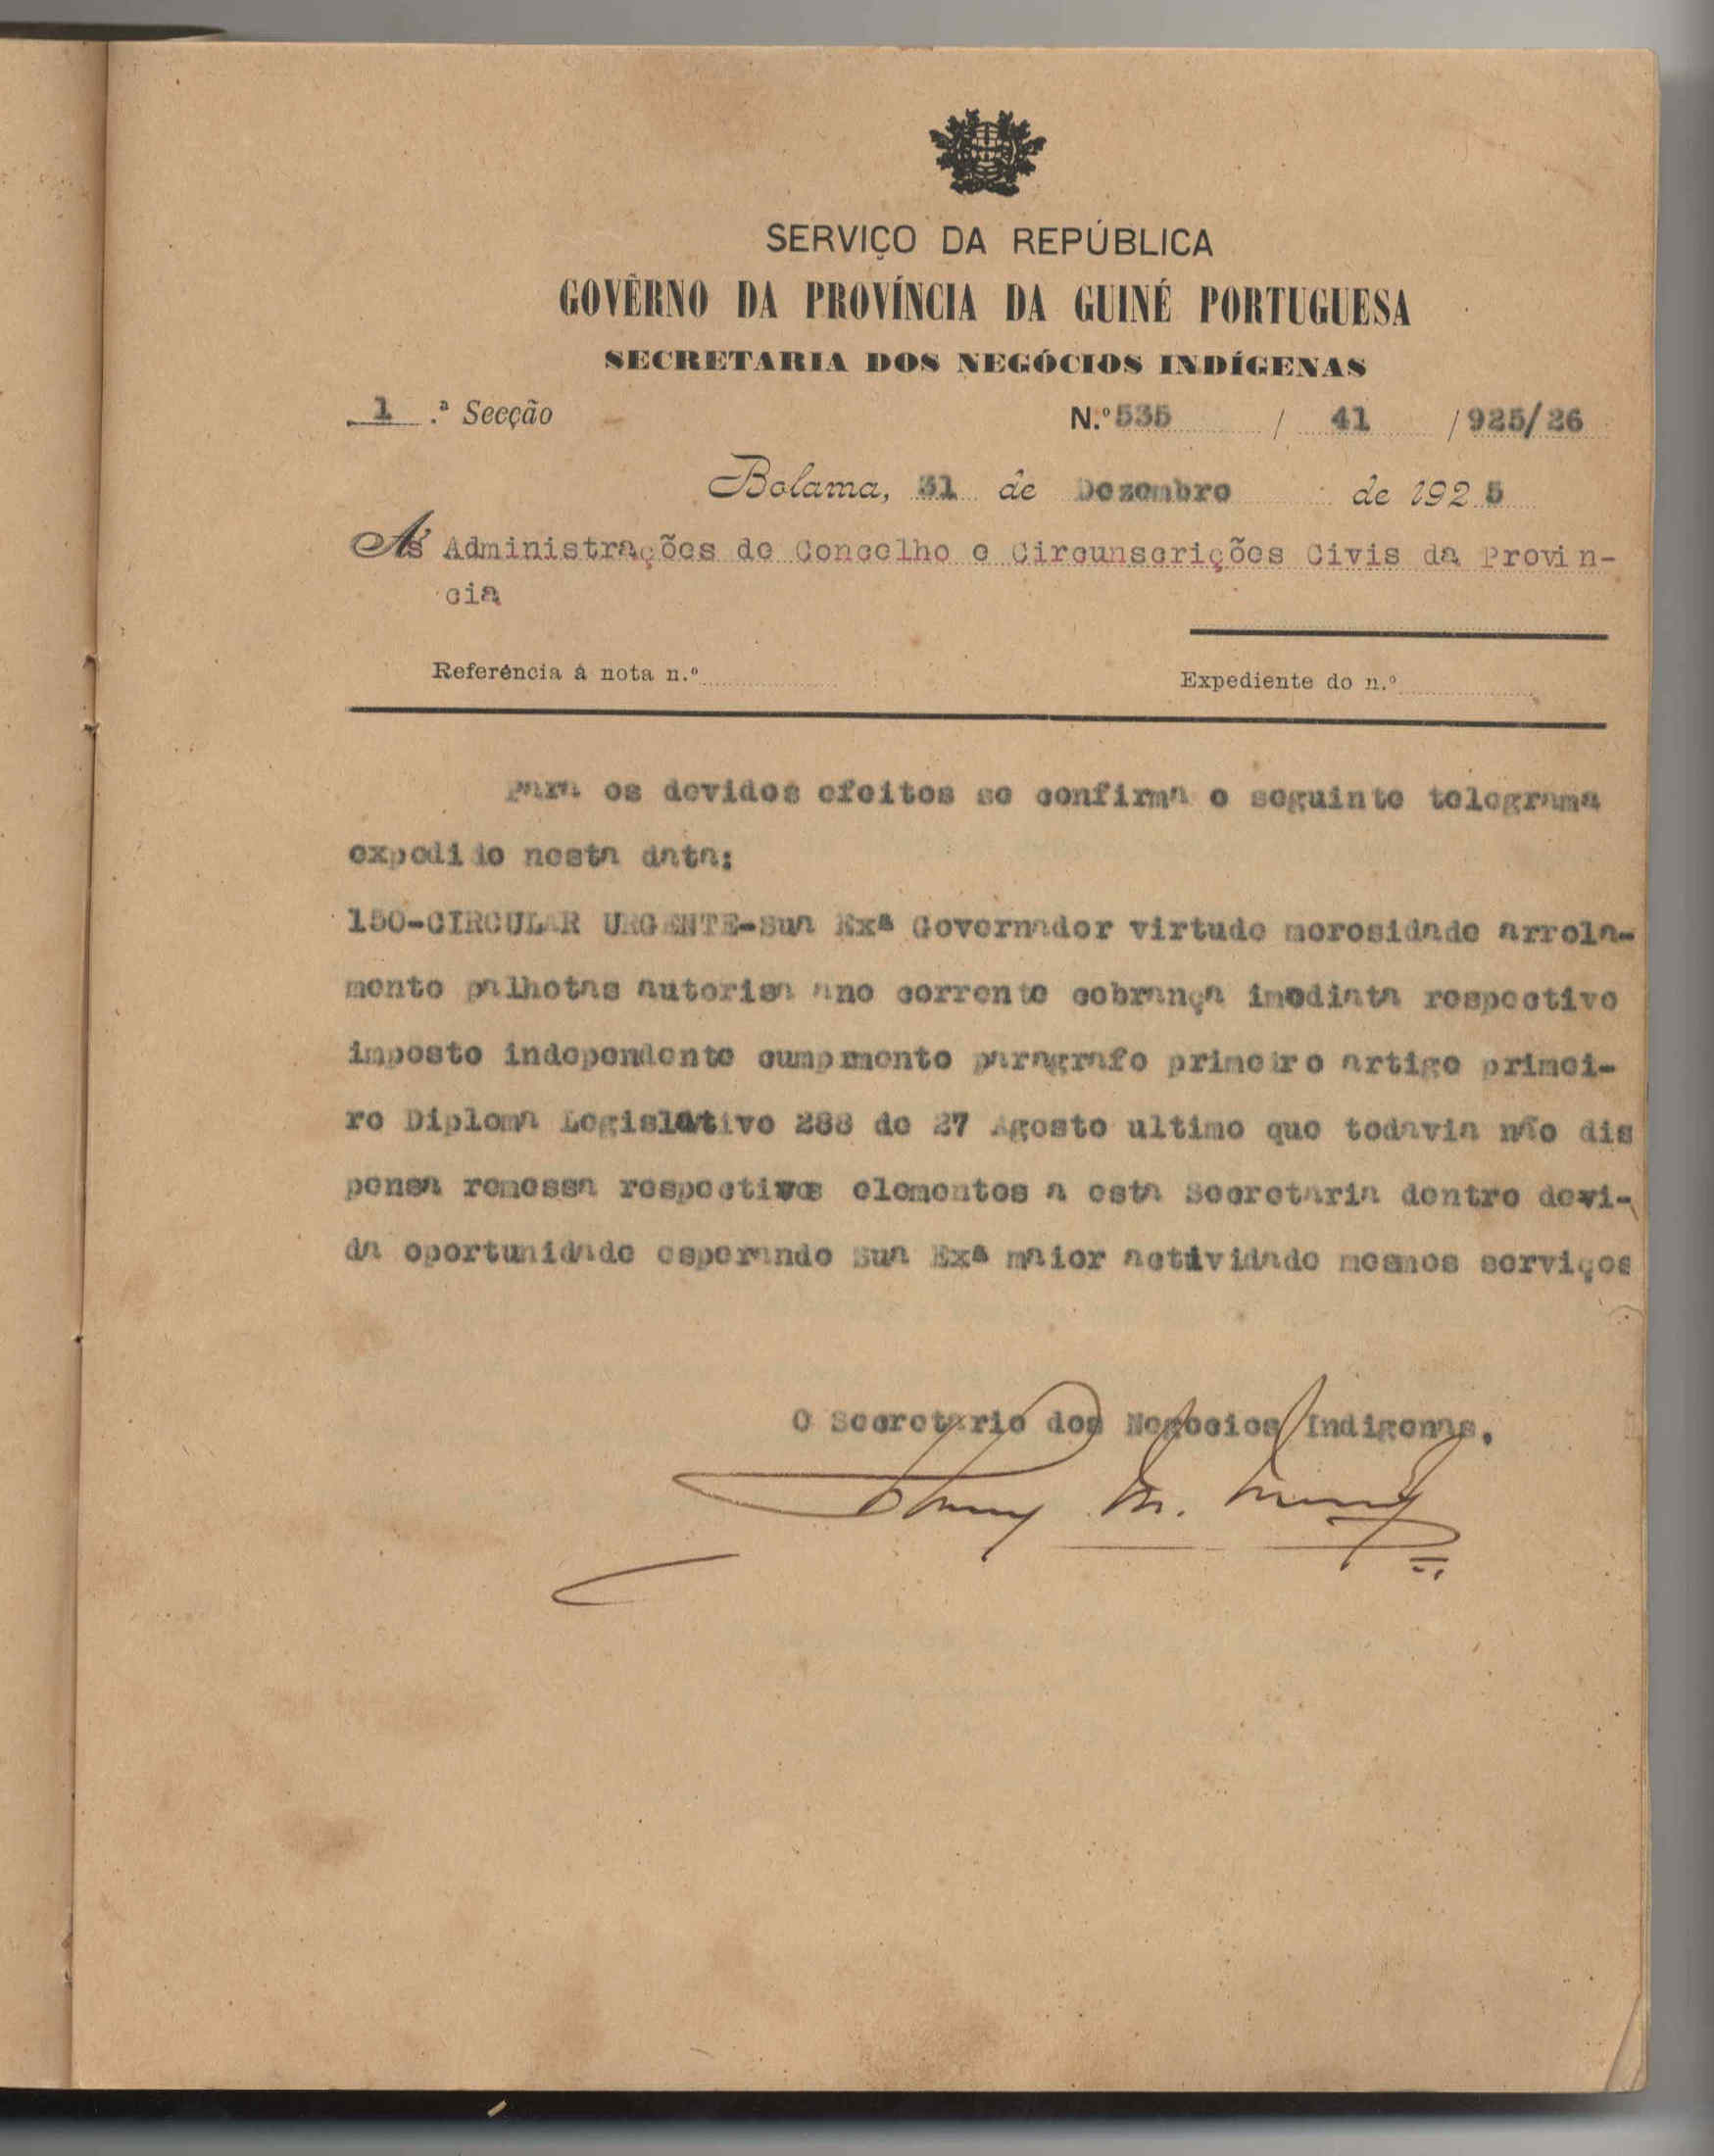 SERVIÇO DA REPÚBLICA
GOVÊRNO DA PROVÍNCIA DA GUINÉ PORTUGUESA
SECRETARIA DOS NEGÓCIOS INDÍGENAS
1.ª Secção N.º 535 / 41 / 925/26
Bolama, 31 de Dezembro de 1925
Ás Administrações de Concelho e Circunscrições Civis da Provin-
cia
Referência á nota n.º Expediente do n.º
Para os devidos efeitos se confirma o seguinte telegrama
expedido nesta data:
150-CIRCULAR URGENTE-Sua Exª Governador virtude morosidade arrola-
mento palhotas autorisa ano corrente cobrança imediata respectivo
imposto independente cumpmento paragrafo primeiro artigo primei-
ro Diploma Legislativo 288 de 27 Agosto ultimo que todavia não dis
pensa remessa respectivos elementos a esta Secretaria dentro devi-
da oportunidade esperando Sua Exª maior actividade mesmos serviços
O Secretario dos Negocios Indigenas.